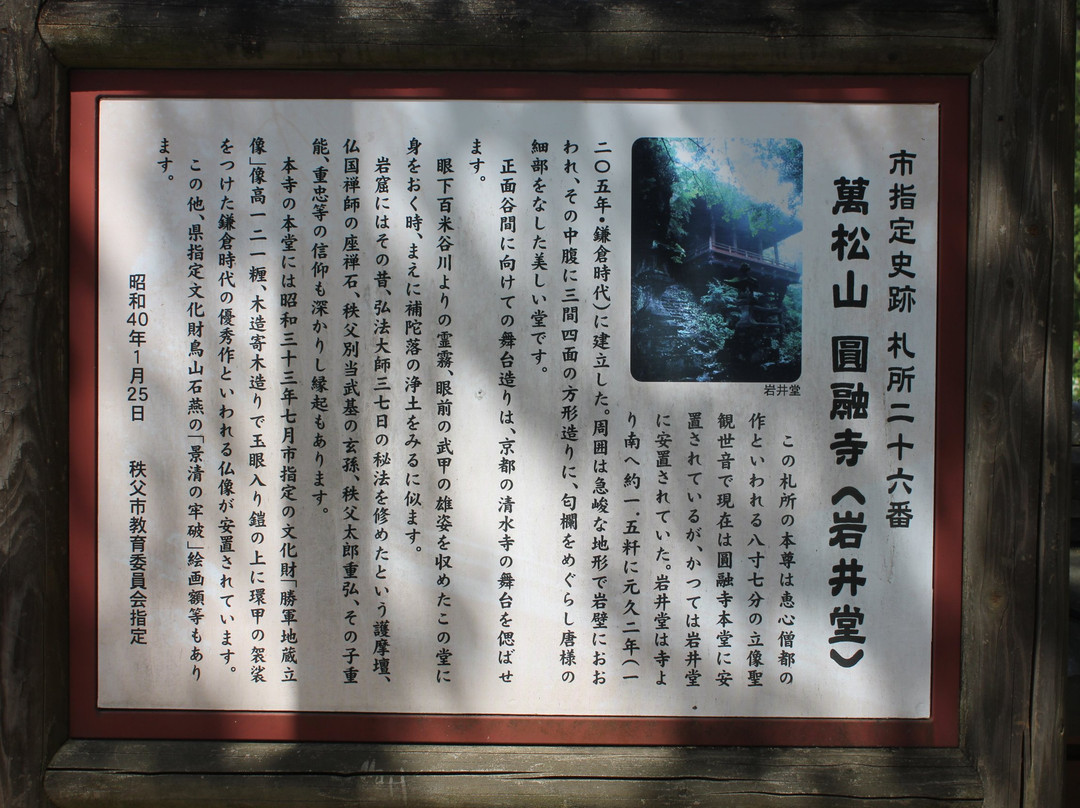 市指定史跡 札所二十六番
萬松山 圓融寺〈岩井堂〉
岩井堂
この札所の本尊は恵心僧都の
作といわれる八寸七分の立像聖
観世音で現在は圓融寺本堂に安
置されているが、かつては岩井堂
に安置されていた。岩井堂は寺よ
り南へ約一.五粁に元久二年(一
二〇五年・鎌倉時代)に建立した。周囲は急峻な地形で岩壁におお
われ、その中腹に三間四面の方形造りに、匂欄をめぐらし唐様の
細部をなした美しい堂です。
正面谷間に向けての舞台造りは、京都の清水寺の舞台を偲ばせ
ます。
眼下百米谷川よりの霊霧、眼前の武甲の雄姿を収めたこの堂に
身をおく時、まえに補陀落の浄土をみるに似ます。
岩窟にはその昔、弘法大師三七日の秘法を修めたという護摩壇、
仏国禅師の座禅石、秩父別当武基の玄孫、秩父太郎重弘、その子重
能、重忠等の信仰も深かりし縁起もあります。
本寺の本堂には昭和三十三年七月市指定の文化財「勝軍地蔵立
像」像高一二一糎、木造寄木造りで玉眼入り鎧の上に環甲の袈裟
をつけた鎌倉時代の優秀作といわれる仏像が安置されています。
この他、県指定文化財鳥山石燕の「景清の牢破」絵画額等もあり
ます。
昭和40年1月25日 秩父市教育委員会指定